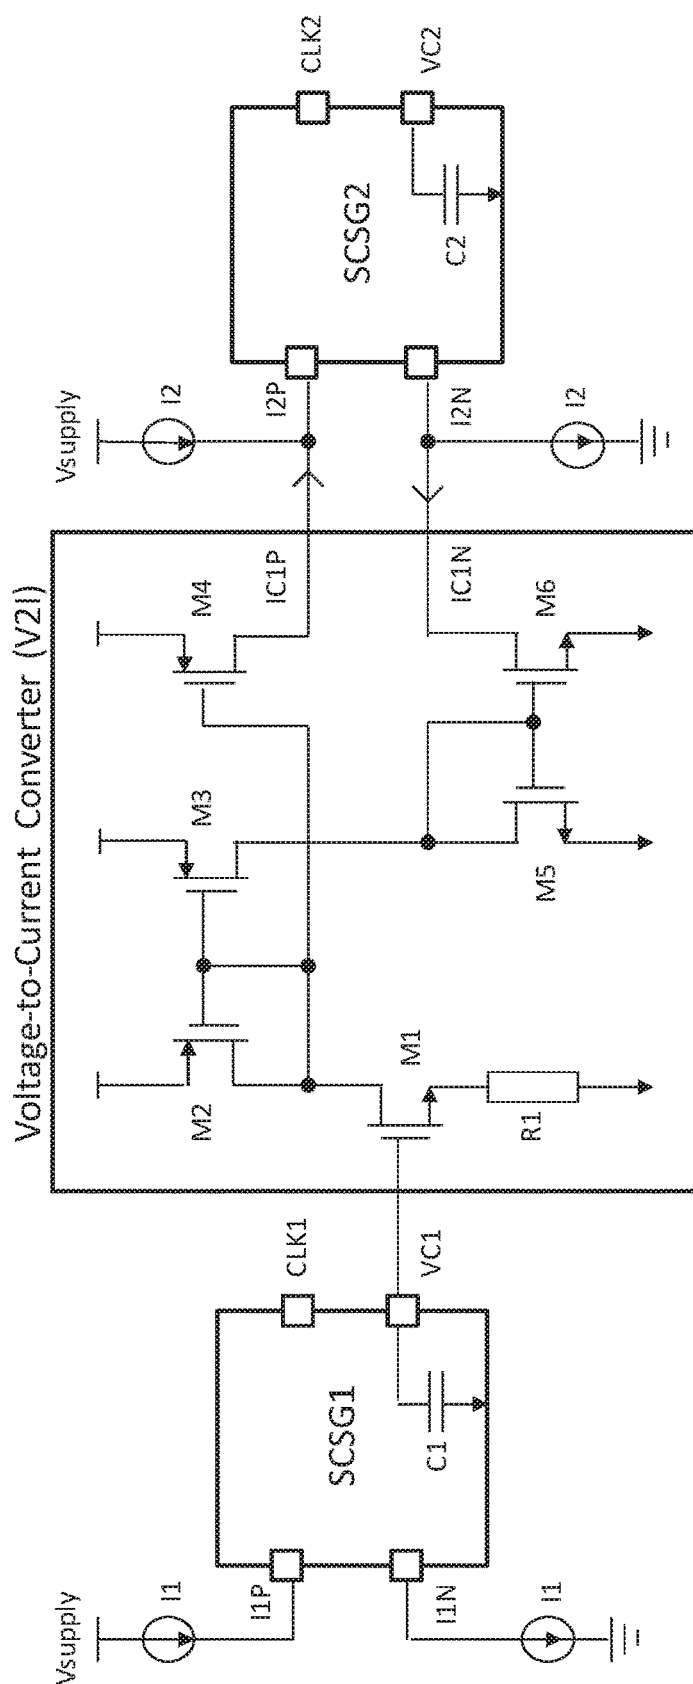 Vsupply
I1
I1P
I1N
I1
SCSG1
C1
CLK1
VC1
Voltage-to-Current Converter (V2I)
M2
M3
M4
M1
R1
M5
M6
IC1P
IC1N
Vsupply
I2
I2P
I2N
I2
SCSG2
C2
CLK2
VC2